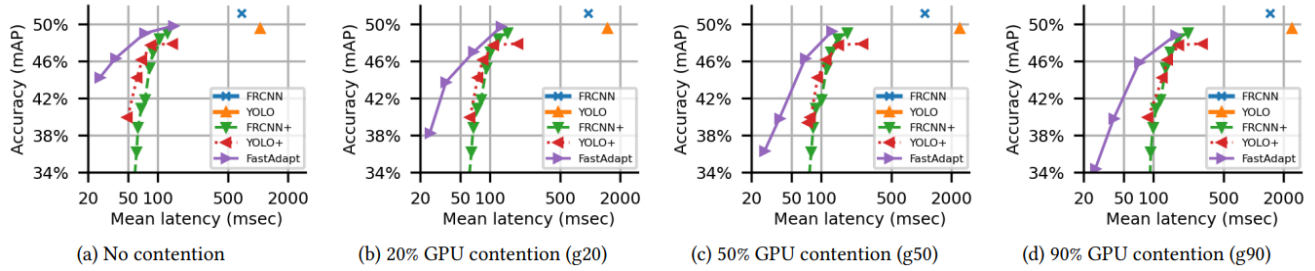 Accuracy (mAP)
50%
46%
42%
38%
34%
FRCNN
YOLO
FRCNN+
YOLO+
FastAdapt
20 50 100 500 2000
Mean latency (msec)
(a) No contention
Accuracy (mAP)
50%
46%
42%
38%
34%
FRCNN
YOLO
FRCNN+
YOLO+
FastAdapt
20 50 100 500 2000
Mean latency (msec)
(b) 20% GPU contention (g20)
Accuracy (mAP)
50%
46%
42%
38%
34%
FRCNN
YOLO
FRCNN+
YOLO+
FastAdapt
20 50 100 500 2000
Mean latency (msec)
(c) 50% GPU contention (g50)
Accuracy (mAP)
50%
46%
42%
38%
34%
FRCNN
YOLO
FRCNN+
YOLO+
FastAdapt
20 50 100 500 2000
Mean latency (msec)
(d) 90% GPU contention (g90)